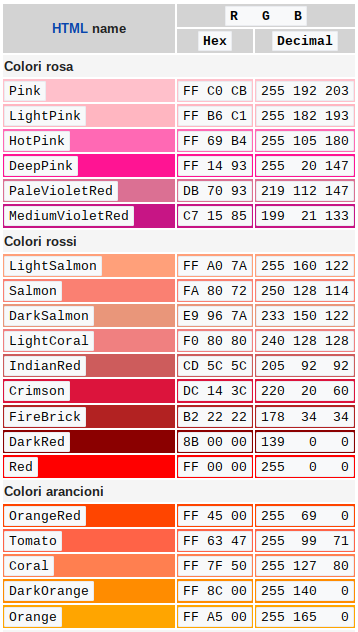 HTML name R G B
Hex Decimal
Colori rosa
Pink FF C0 CB 255 192 203
LightPink FF B6 C1 255 182 193
HotPink FF 69 B4 255 105 180
DeepPink FF 14 93 255 20 147
PaleVioletRed DB 70 93 219 112 147
MediumVioletRed C7 15 85 199 21 133
Colori rossi
LightSalmon FF A0 7A 255 160 122
Salmon FA 80 72 250 128 114
DarkSalmon E9 96 7A 233 150 122
LightCoral F0 80 80 240 128 128
IndianRed CD 5C 5C 205 92 92
Crimson DC 14 3C 220 20 60
FireBrick B2 22 22 178 34 34
DarkRed 8B 00 00 139 0 0
Red FF 00 00 255 0 0
Colori arancioni
OrangeRed FF 45 00 255 69 0
Tomato FF 63 47 255 99 71
Coral FF 7F 50 255 127 80
DarkOrange FF 8C 00 255 140 0
Orange FF A5 00 255 165 0